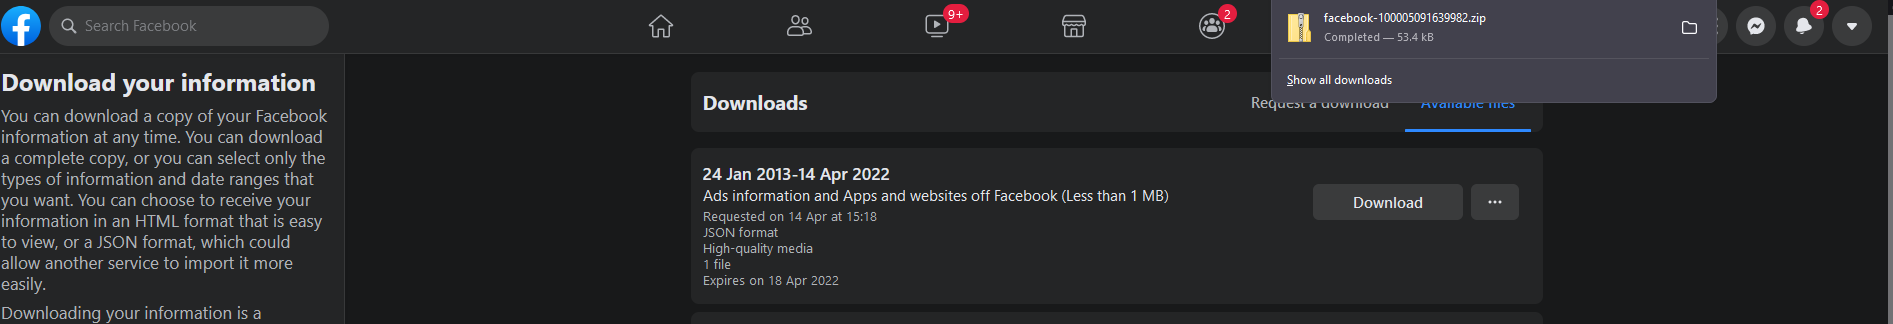 Search Facebook
9+
2
facebook-100005091639982.zip
Completed — 53.4 kB
Show all downloads
2
Download your information
You can download a copy of your Facebook
information at any time. You can download
a complete copy, or you can select only the
types of information and date ranges that
you want. You can choose to receive your
information in an HTML format that is easy
to view, or a JSON format, which could
allow another service to import it more
easily.
Downloading your information is a
Downloads
Request a download
Available files
24 Jan 2013-14 Apr 2022
Ads information and Apps and websites off Facebook (Less than 1 MB)
Requested on 14 Apr at 15:18
JSON format
High-quality media
1 file
Expires on 18 Apr 2022
Download